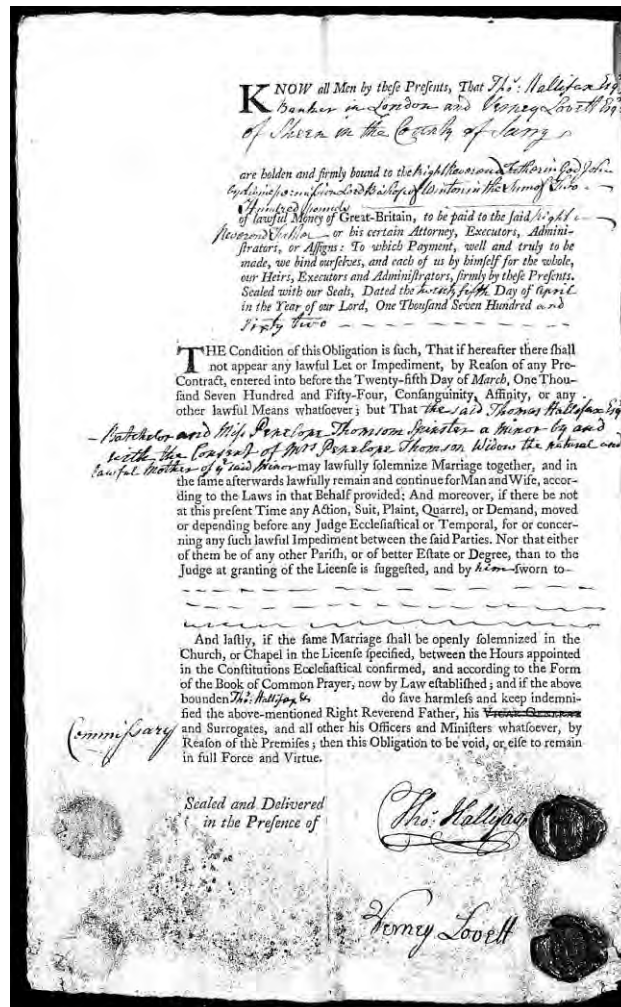 KNOW all Men by theſe Preſents, That Tho.s Hallifax Esq.r
Banker in London and Verney Lovett Esq.r
of Sheen in the County of Surry
are holden and firmly bound to the Right Reverend Father in God John
by divine permiſſion Lord Biſhop of Winton in the Sum of Two
Hundred pounds
of lawful Money of Great-Britain, to be paid to the ſaid right
Reverend Father or his certain Attorney, Executors, Admini-
ſtrators, or Aſſigns: To which Payment, well and truly to be
made, we bind ourſelves, and each of us by himſelf for the whole,
our Heirs, Executors and Adminiſtrators, firmly by theſe Preſents.
Sealed with our Seals, Dated the twenty fifth Day of April
in the Year of our Lord, One Thouſand Seven Hundred and
Sixty two
THE Condition of this Obligation is ſuch, That if hereafter there ſhall
not appear any lawful Let or Impediment, by Reaſon of any Pre-
Contract, entered into before the Twenty-fifth Day of March, One Thou-
ſand Seven Hundred and Fifty-Four, Conſanguinity, Affinity, or any
other lawful Means whatſoever; but That the said Thomas Hallifax Esq.r
Batchelor and Miſs Penelope Thomson Spinster a minor by and
with the Consent of Mrs Penelope Thomson Widow the natural and
lawful Mother of y.e said Minor may lawfully ſolemnize Marriage together, and in
the ſame afterwards lawfully remain and continue for Man and Wife, accor-
ding to the Laws in that Behalf provided: And moreover, if there be not
at this preſent Time any Action, Suit, Plaint, Quarrel, or Demand, moved
or depending before any Judge Eccleſiaſtical or Temporal, for or concer-
ning any ſuch lawful Impediment between the ſaid Parties. Nor that either
of them be of any other Pariſh, or of better Eſtate or Degree, than to the
Judge at granting of the Licenſe is ſuggeſted, and by him ſworn to
And laſtly, if the ſame Marriage ſhall be openly ſolemnized in the
Church, or Chapel in the Licenſe ſpecified, between the Hours appointed
in the Conſtitutions Eccleſiaſtical confirmed, and according to the Form
of the Book of Common Prayer, now by Law eſtabliſhed; and if the above
bounden Tho.s Hallifax &c do ſave harmleſs and keep indemni-
fied the above-mentioned Right Reverend Father, his Vicar General
Commiſsary and Surrogates, and all other his Officers and Miniſters whatſoever, by
Reaſon of the Premiſes; then this Obligation to be void, or elſe to remain
in full Force and Virtue.
Sealed and Delivered
in the Preſence of
Tho.s Hallifax
Verney Lovett